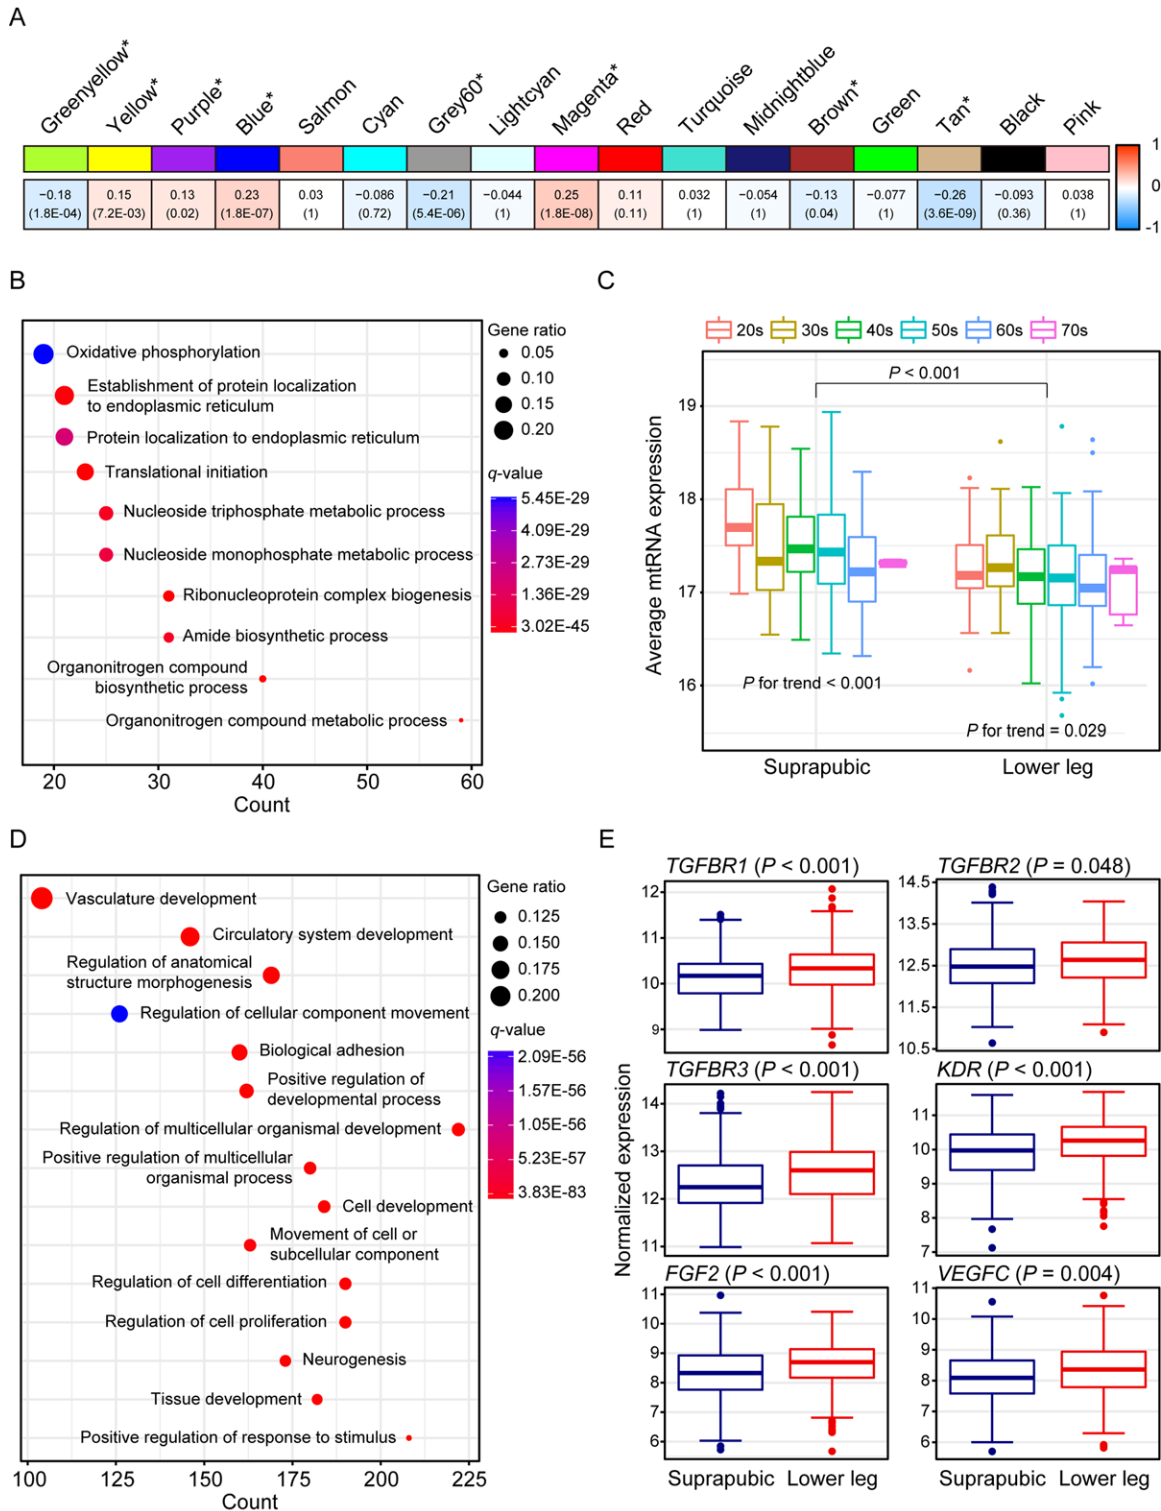 A
Greenyellow*
Yellow*
Purple*
Blue*
Salmon
Cyan
Grey60*
Lightcyan
Magenta*
Red
Turquoise
Midnightblue
Brown*
Green
Tan*
Black
Pink
−0.18 0.15 0.13 0.23 0.03 −0.086 −0.21 −0.044 0.25 0.11 0.032 −0.054 −0.13 −0.077 −0.26 −0.093 0.038
(1.8E-04) (7.2E-03) (0.02) (1.8E-07) (1) (0.72) (5.4E-06) (1) (1.8E-08) (0.11) (1) (1) (0.04) (1) (3.6E-09) (0.36) (1)
1
0
-1
B
Oxidative phosphorylation
Establishment of protein localization
to endoplasmic reticulum
Protein localization to endoplasmic reticulum
Translational initiation
Nucleoside triphosphate metabolic process
Nucleoside monophosphate metabolic process
Ribonucleoprotein complex biogenesis
Amide biosynthetic process
Organonitrogen compound
biosynthetic process
Organonitrogen compound metabolic process
20 30 40 50 60
Count
Gene ratio
0.05
0.10
0.15
0.20
q-value
5.45E-29
4.09E-29
2.73E-29
1.36E-29
3.02E-45
C
20s 30s 40s 50s 60s 70s
Average mtRNA expression
19
18
17
16
P < 0.001
P for trend < 0.001
P for trend = 0.029
Suprapubic Lower leg
D
Vasculature development
Circulatory system development
Regulation of anatomical
structure morphogenesis
Regulation of cellular component movement
Biological adhesion
Positive regulation of
developmental process
Regulation of multicellular organismal development
Positive regulation of multicellular
organismal process
Cell development
Movement of cell or
subcellular component
Regulation of cell differentiation
Regulation of cell proliferation
Neurogenesis
Tissue development
Positive regulation of response to stimulus
100 125 150 175 200 225
Count
Gene ratio
0.125
0.150
0.175
0.200
q-value
2.09E-56
1.57E-56
1.05E-56
5.23E-57
3.83E-83
E
Normalized expression
TGFBR1 (P < 0.001)
12
11
10
9
TGFBR2 (P = 0.048)
14.5
13.5
12.5
11.5
10.5
TGFBR3 (P < 0.001)
14
13
12
11
KDR (P < 0.001)
11
10
9
8
7
FGF2 (P < 0.001)
11
10
9
8
7
6
Suprapubic Lower leg
VEGFC (P = 0.004)
11
10
9
8
7
6
Suprapubic Lower leg